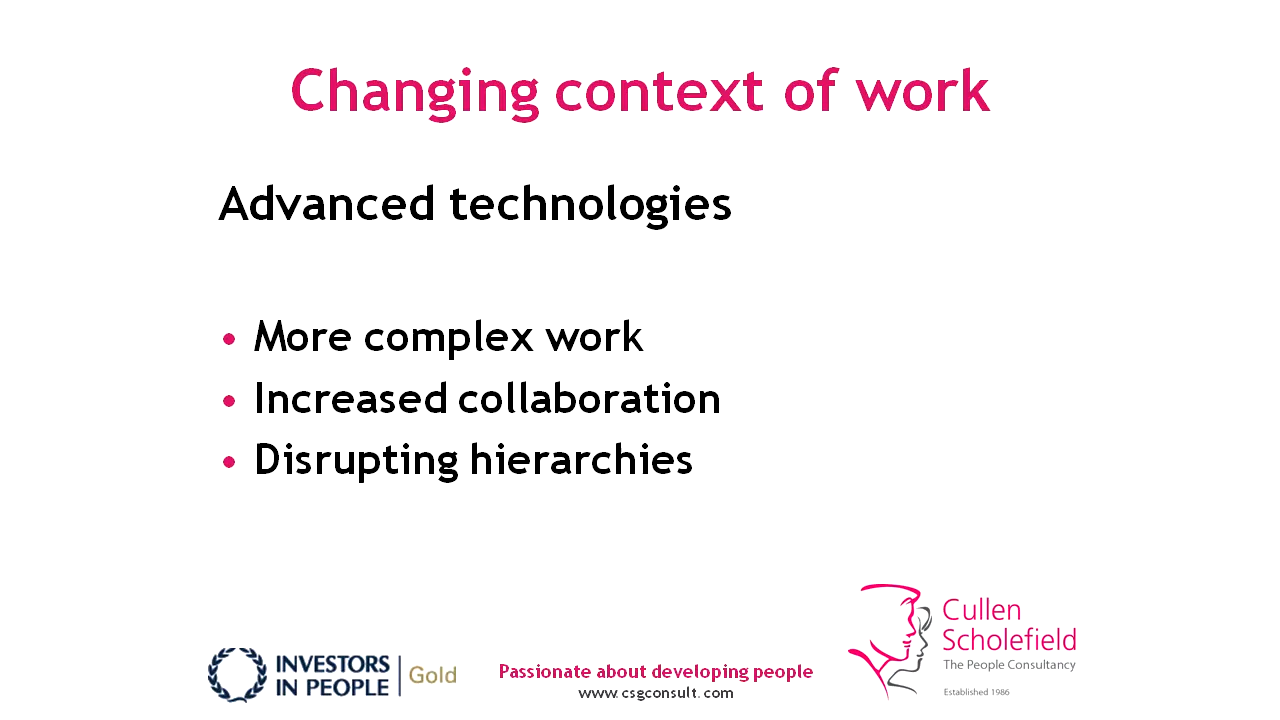 Changing context of work
Advanced technologies
• More complex work
• Increased collaboration
• Disrupting hierarchies
INVESTORS
IN PEOPLE
Gold
Passionate about developing people
www.csgconsult.com
Cullen
Scholefield
The People Consultancy
Established 1986